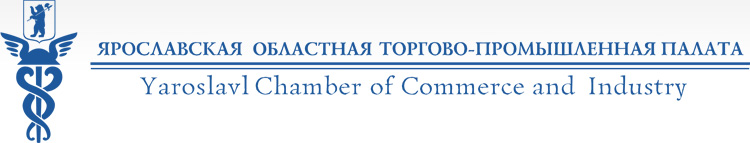 ЯРОСЛАВСКАЯ ОБЛАСТНАЯ ТОРГОВО-ПРОМЫШЛЕННАЯ ПАЛАТА
Yaroslavl Chamber of Commerce and Industry